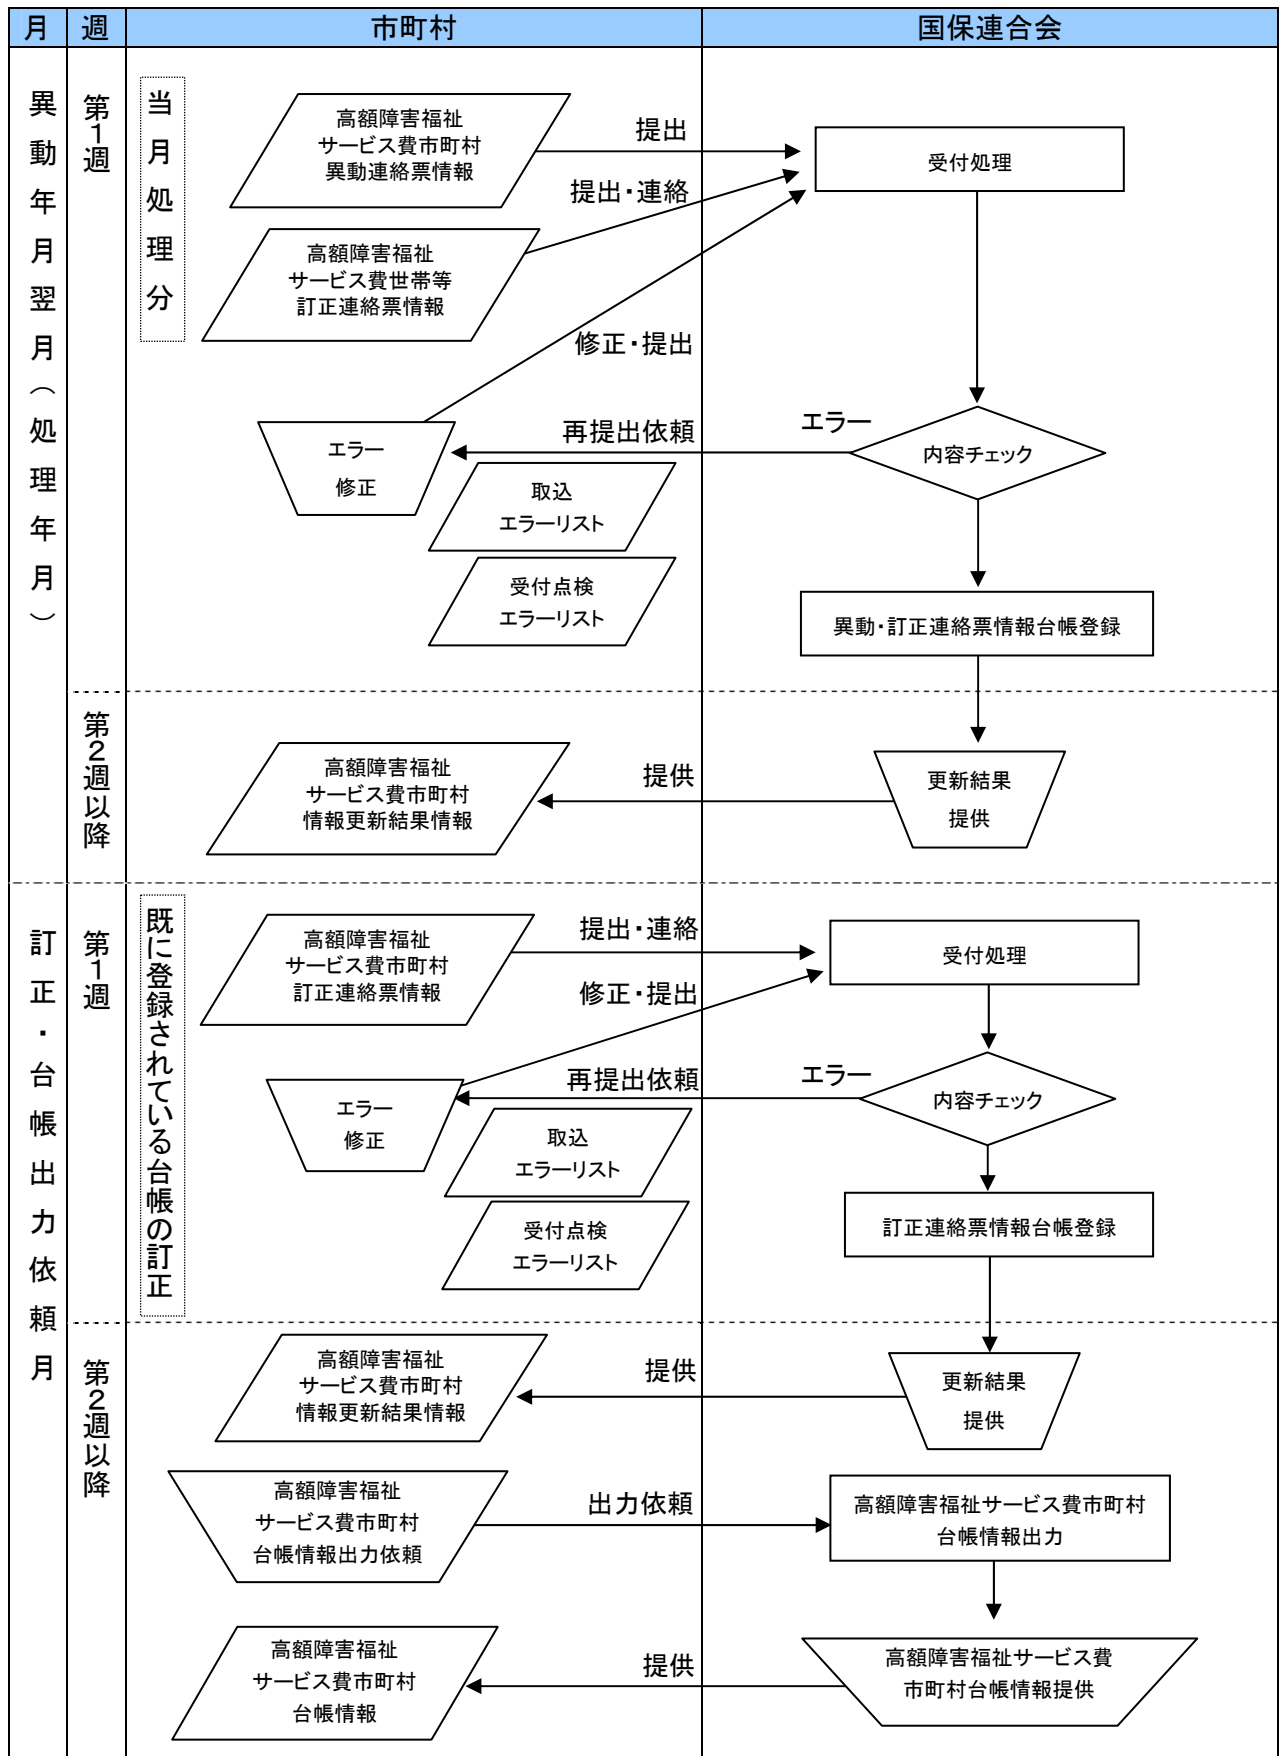 月 週 市町村 国保連合会
異動年月翌月（処理年月）
第1週
当月処理分
高額障害福祉
サービス費市町村
異動連絡票情報
提出
受付処理
提出・連絡
高額障害福祉
サービス費世帯等
訂正連絡票情報
修正・提出
エラー
修正
再提出依頼
エラー
内容チェック
取込
エラーリスト
受付点検
エラーリスト
異動・訂正連絡票情報台帳登録
第2週以降
高額障害福祉
サービス費市町村
情報更新結果情報
提供
更新結果
提供
訂正・台帳出力依頼月
第1週
既に登録されている台帳の訂正
高額障害福祉
サービス費市町村
訂正連絡票情報
提出・連絡
受付処理
修正・提出
エラー
修正
再提出依頼
エラー
内容チェック
取込
エラーリスト
受付点検
エラーリスト
訂正連絡票情報台帳登録
第2週以降
高額障害福祉
サービス費市町村
情報更新結果情報
提供
更新結果
提供
高額障害福祉
サービス費市町村
台帳情報出力依頼
出力依頼
高額障害福祉サービス費市町村
台帳情報出力
高額障害福祉
サービス費市町村
台帳情報
提供
高額障害福祉サービス費
市町村台帳情報提供